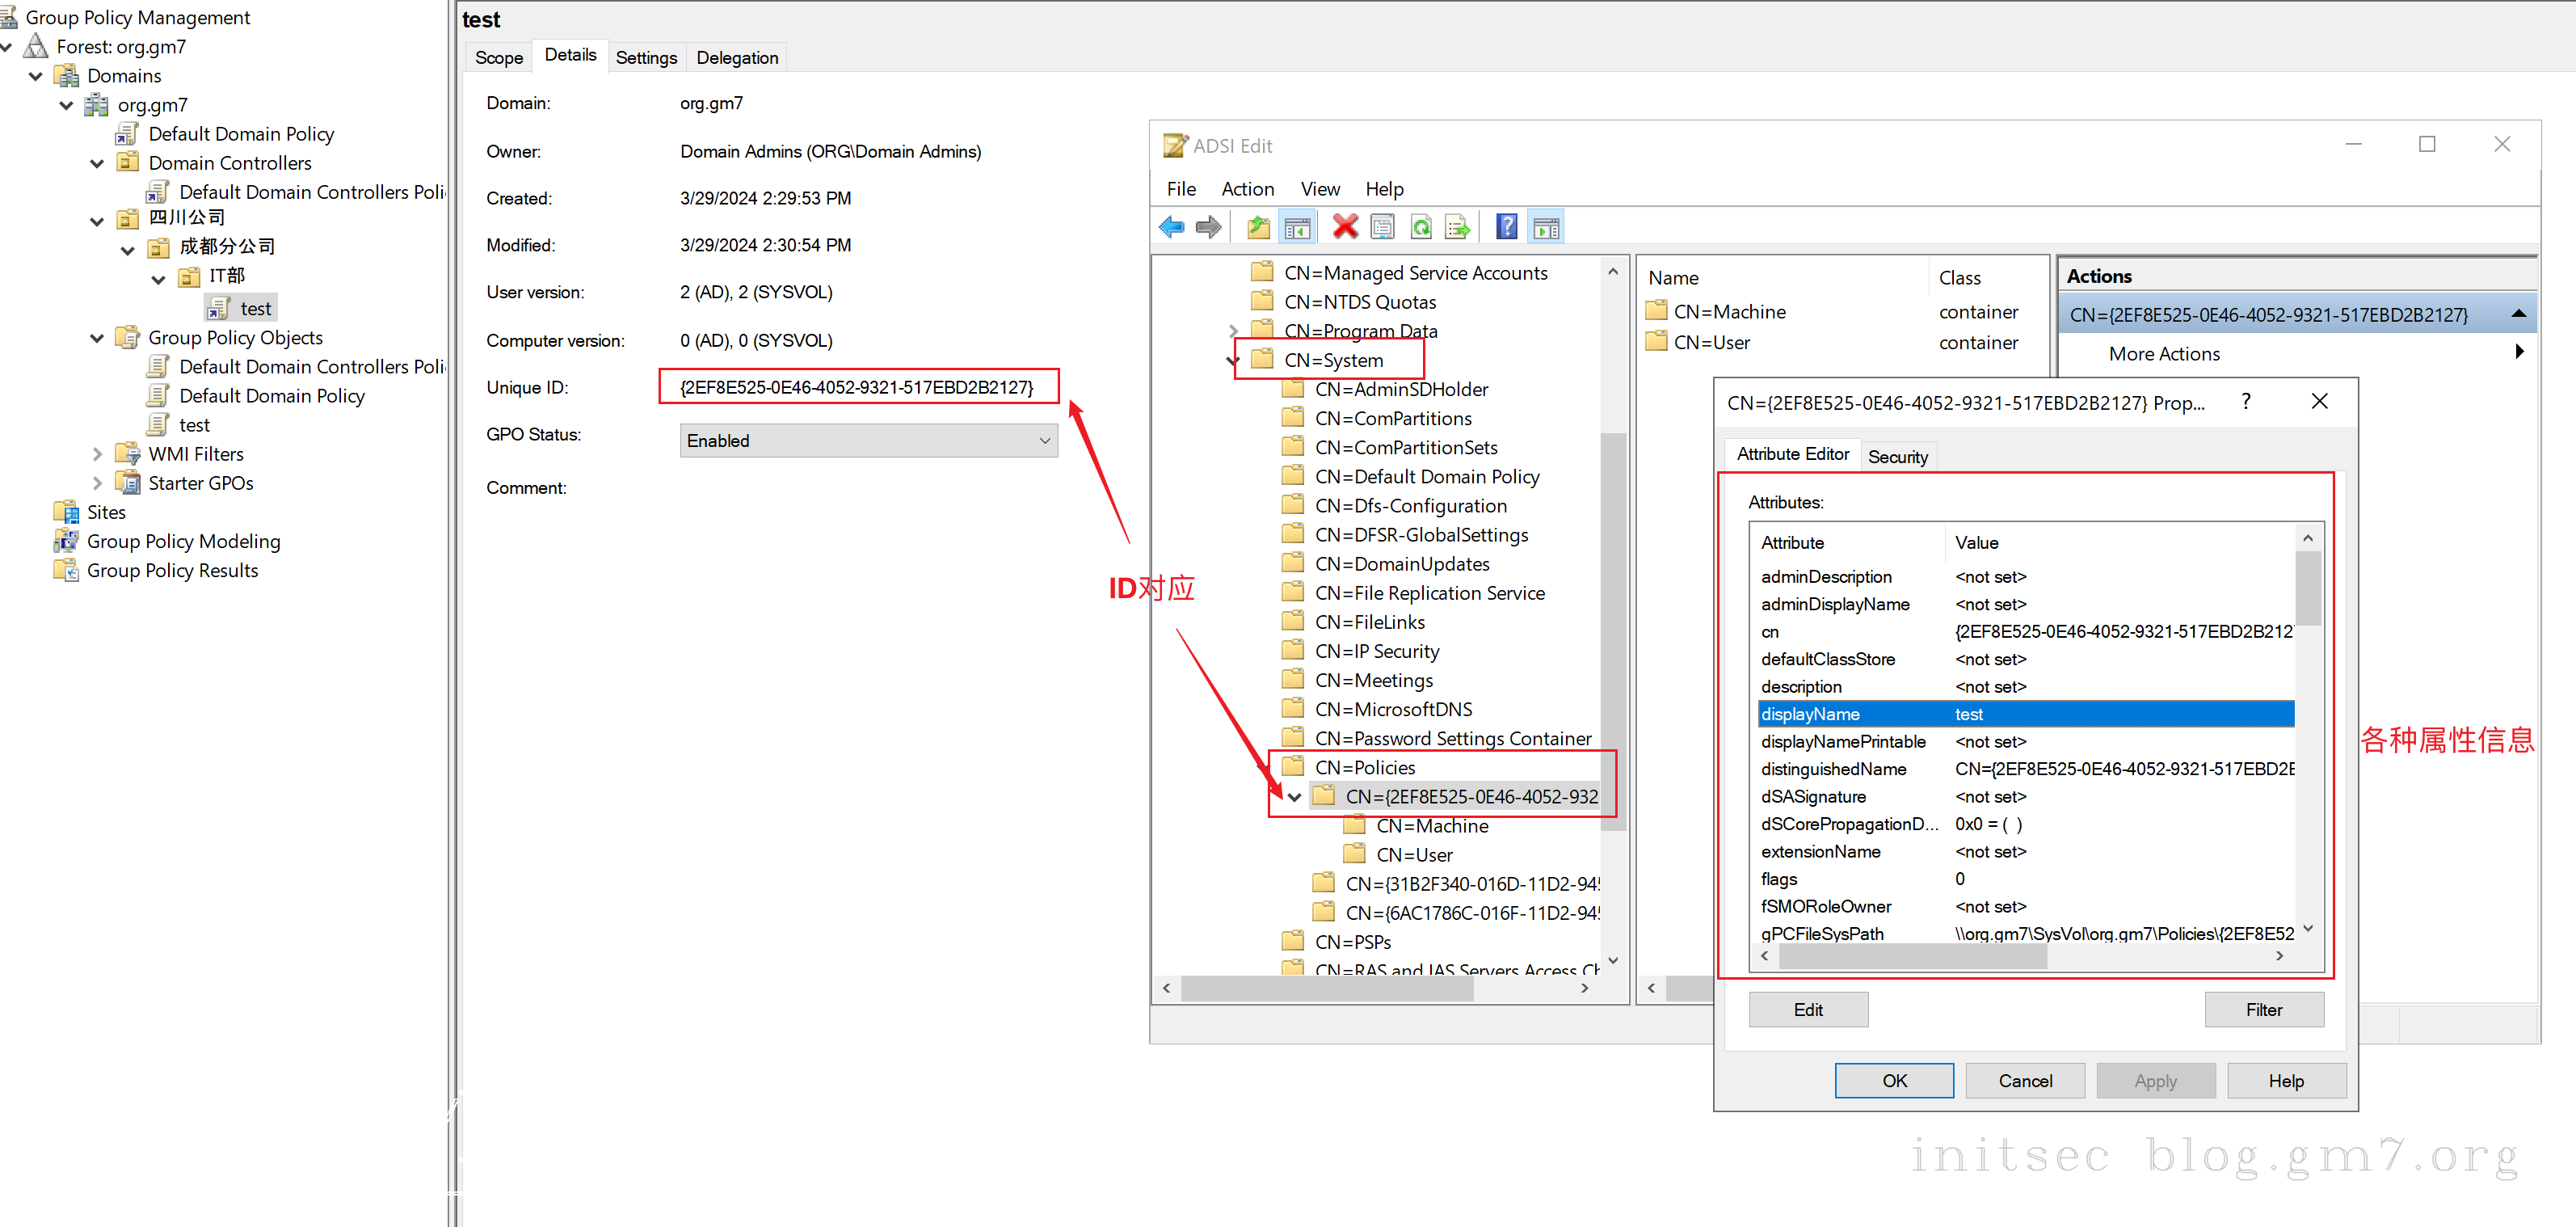 Group Policy Management
Forest: org.gm7
Domains
org.gm7
Default Domain Policy
Domain Controllers
Default Domain Controllers Poli
四川公司
成都分公司
IT部
test
Group Policy Objects
Default Domain Controllers Poli
Default Domain Policy
test
WMI Filters
Starter GPOs
Sites
Group Policy Modeling
Group Policy Results
test
Scope Details Settings Delegation
Domain: org.gm7
Owner: Domain Admins (ORG\Domain Admins)
Created: 3/29/2024 2:29:53 PM
Modified: 3/29/2024 2:30:54 PM
User version: 2 (AD), 2 (SYSVOL)
Computer version: 0 (AD), 0 (SYSVOL)
Unique ID: {2EF8E525-0E46-4052-9321-517EBD2B2127}
GPO Status: Enabled
Comment:
ID对应
ADSI Edit
File Action View Help
CN=Managed Service Accounts
CN=NTDS Quotas
CN=Program Data
CN=System
CN=AdminSDHolder
CN=ComPartitions
CN=ComPartitionSets
CN=Default Domain Policy
CN=Dfs-Configuration
CN=DFSR-GlobalSettings
CN=DomainUpdates
CN=File Replication Service
CN=FileLinks
CN=IP Security
CN=Meetings
CN=MicrosoftDNS
CN=Password Settings Container
CN=Policies
CN={2EF8E525-0E46-4052-932
CN=Machine
CN=User
CN={31B2F340-016D-11D2-945
CN={6AC1786C-016F-11D2-945
CN=PSPs
CN=RAS and IAS Servers Access Ch
Name Class
CN=Machine container
CN=User container
Actions
CN={2EF8E525-0E46-4052-9321-517EBD2B2127}
More Actions
CN={2EF8E525-0E46-4052-9321-517EBD2B2127} Prop... ?
Attribute Editor Security
Attributes:
Attribute Value
adminDescription <not set>
adminDisplayName <not set>
cn {2EF8E525-0E46-4052-9321-517EBD2B2127
defaultClassStore <not set>
description <not set>
displayName test
displayNamePrintable <not set>
distinguishedName CN={2EF8E525-0E46-4052-9321-517EBD2E
dSASignature <not set>
dSCorePropagationD... 0x0 = ( )
extensionName <not set>
flags 0
fSMORoleOwner <not set>
gPCFileSysPath \\org.gm7\SysVol\org.gm7\Policies\{2EF8E52
Edit Filter
OK Cancel Apply Help
各种属性信息
initsec blog.gm7.org